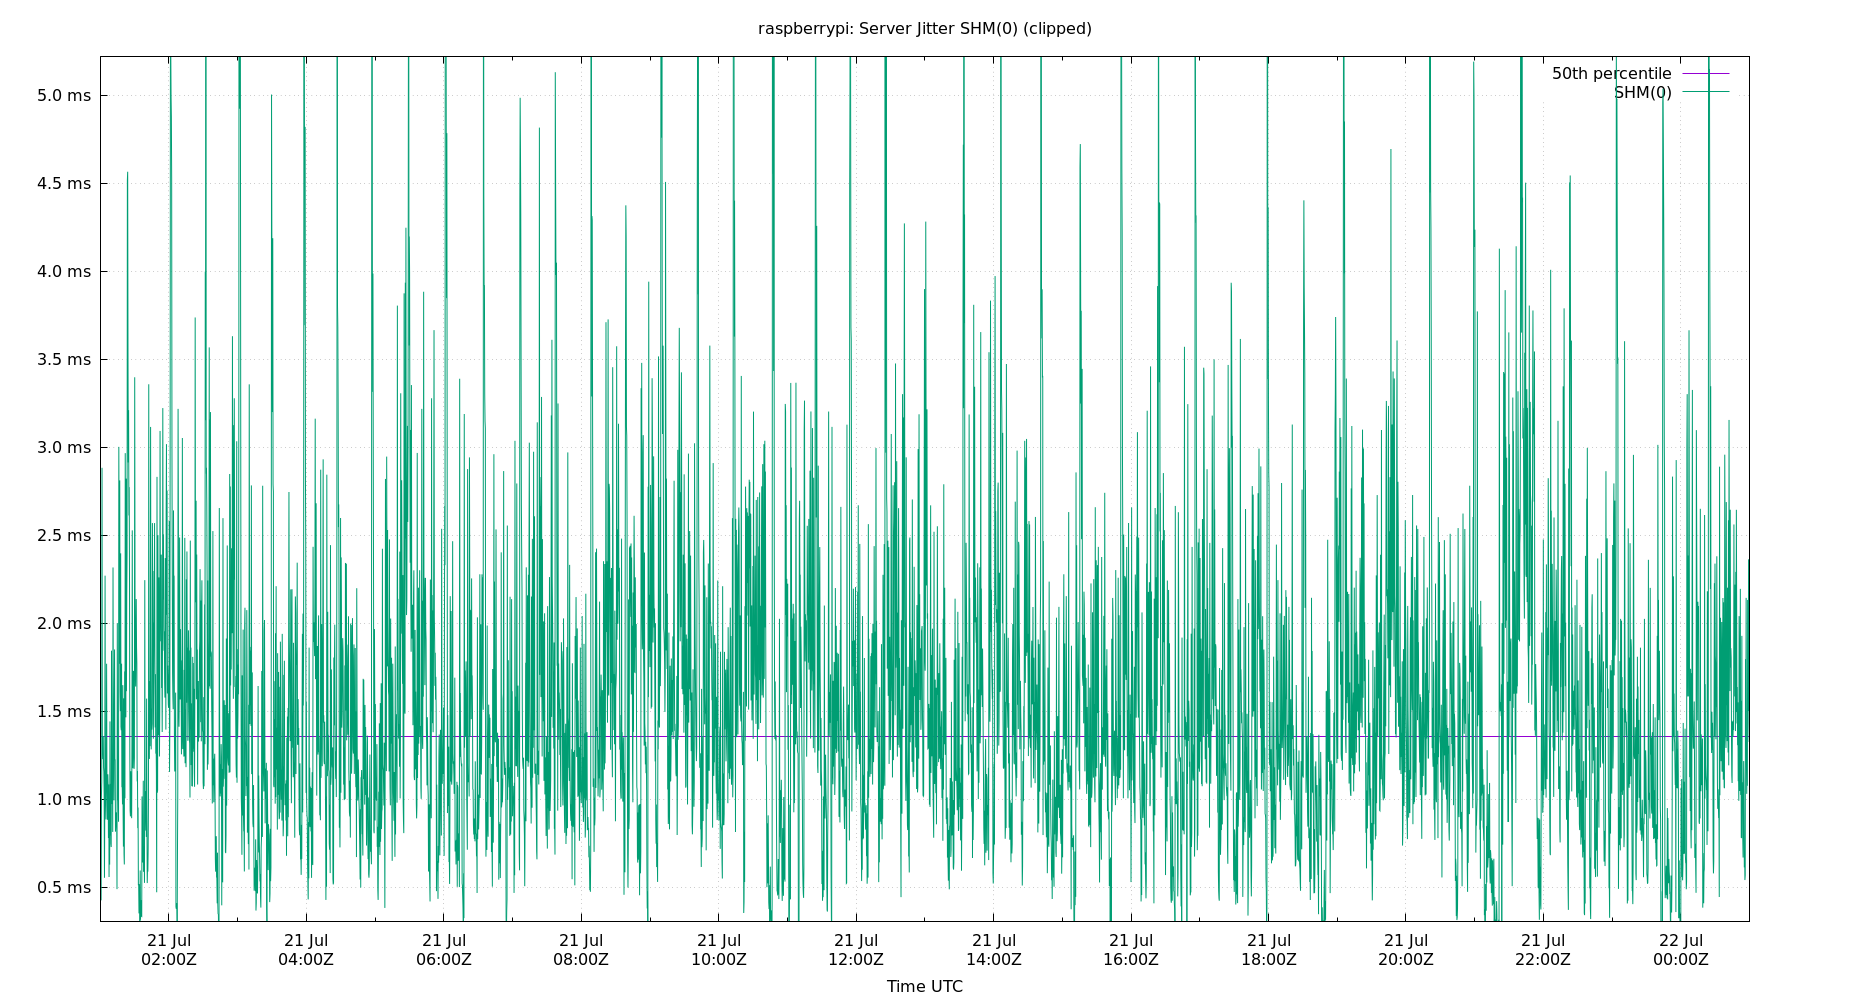 raspberrypi: Server Jitter SHM(0) (clipped)
50th percentile
SHM(0)
5.0 ms
4.5 ms
4.0 ms
3.5 ms
3.0 ms
2.5 ms
2.0 ms
1.5 ms
1.0 ms
0.5 ms
21 Jul 21 Jul 21 Jul 21 Jul 21 Jul 21 Jul 21 Jul 21 Jul 21 Jul 21 Jul 21 Jul 22 Jul
02:00Z 04:00Z 06:00Z 08:00Z 10:00Z 12:00Z 14:00Z 16:00Z 18:00Z 20:00Z 22:00Z 00:00Z
Time UTC